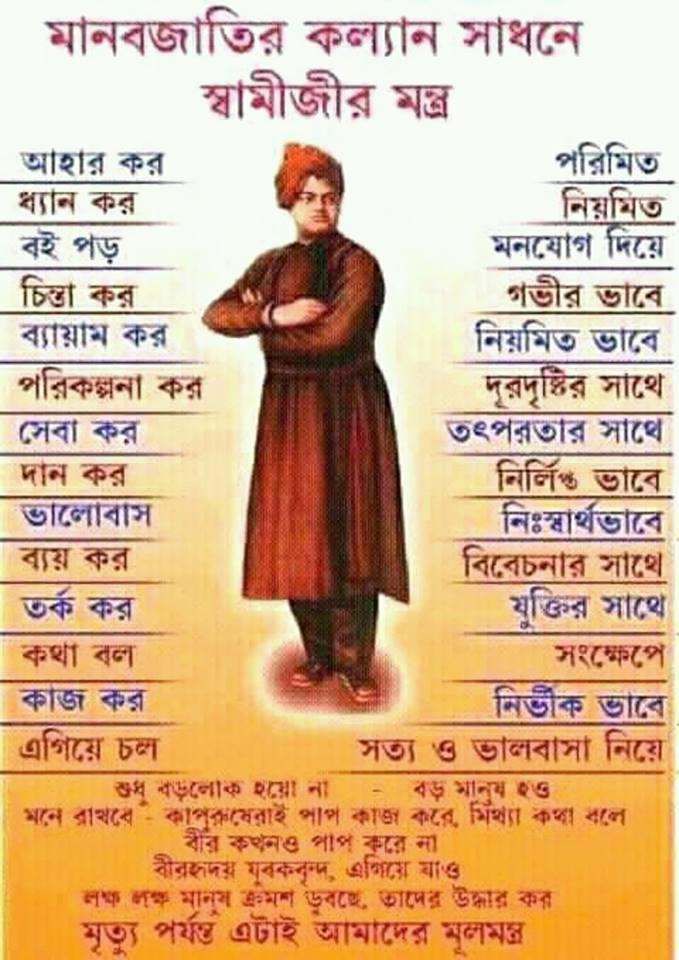 মানবজাতির কল্যান সাধনে
স্বামীজীর মন্ত্র
আহার কর পরিমিত
ধ্যান কর নিয়মিত
বই পড় মনযোগ দিয়ে
চিন্তা কর গভীর ভাবে
ব্যায়াম কর নিয়মিত ভাবে
পরিকল্পনা কর দূরদৃষ্টির সাথে
সেবা কর তৎপরতার সাথে
দান কর নির্লিপ্ত ভাবে
ভালোবাস নিঃস্বার্থভাবে
ব্যয় কর বিবেচনার সাথে
তর্ক কর যুক্তির সাথে
কথা বল সংক্ষেপে
কাজ কর নির্ভীক ভাবে
এগিয়ে চল সত্য ও ভালবাসা নিয়ে
শুধু বড়লোক হয়ো না - বড় মানুষ হও
মনে রাখবে - কাপুরুষেরাই পাপ কাজ করে, মিথ্যা কথা বলে
বীর কখনও পাপ করে না
বীরহৃদয় যুবকবৃন্দ, এগিয়ে যাও
লক্ষ লক্ষ মানুষ ক্রমশ ডুবছে, তাদের উদ্ধার কর
মৃত্যু পর্যন্ত এটাই আমাদের মূলমন্ত্র